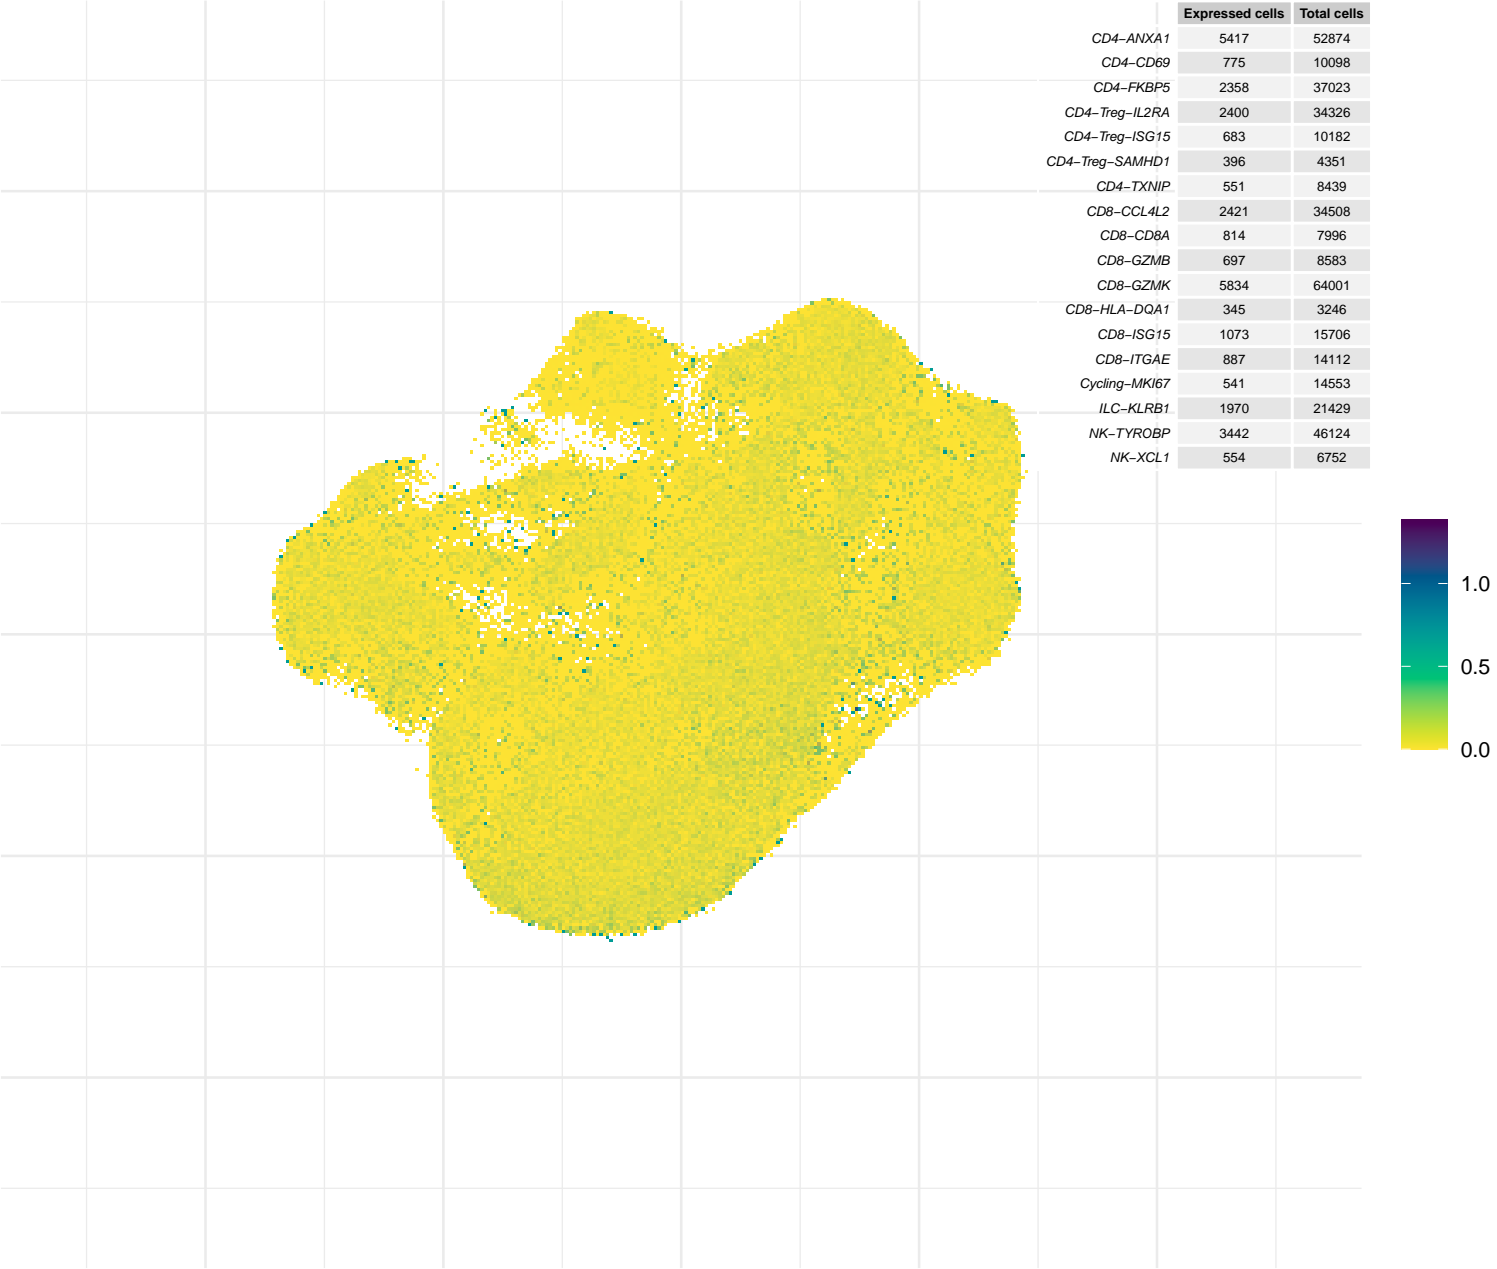 Expressed cells Total cells
CD4−ANXA1 5417 52874
CD4−CD69 775 10098
CD4−FKBP5 2358 37023
CD4−Treg−IL2RA 2400 34326
CD4−Treg−ISG15 683 10182
CD4−Treg−SAMHD1 396 4351
CD4−TXNIP 551 8439
CD8−CCL4L2 2421 34508
CD8−CD8A 814 7996
CD8−GZMB 697 8583
CD8−GZMK 5834 64001
CD8−HLA−DQA1 345 3246
CD8−ISG15 1073 15706
CD8−ITGAE 887 14112
Cycling−MKI67 541 14553
ILC−KLRB1 1970 21429
NK−TYROBP 3442 46124
NK−XCL1 554 6752
1.0
0.5
0.0